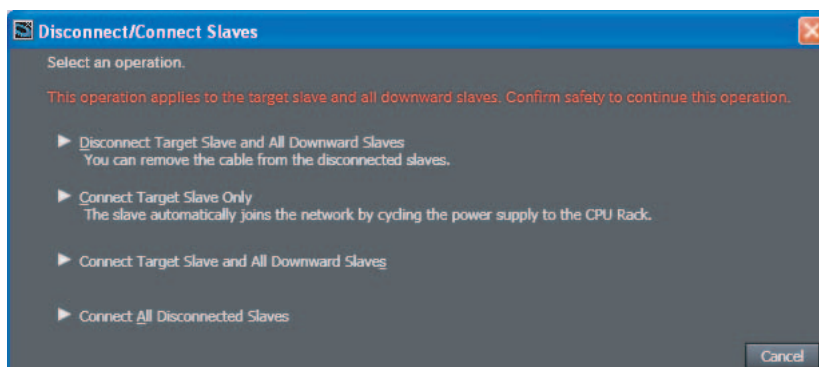 Disconnect/Connect Slaves
Select an operation.
This operation applies to the target slave and all downward slaves. Confirm safety to continue this operation.
Disconnect Target Slave and All Downward Slaves
You can remove the cable from the disconnected slaves.
Connect Target Slave Only
The slave automatically joins the network by cycling the power supply to the CPU Rack.
Connect Target Slave and All Downward Slaves
Connect All Disconnected Slaves
Cancel